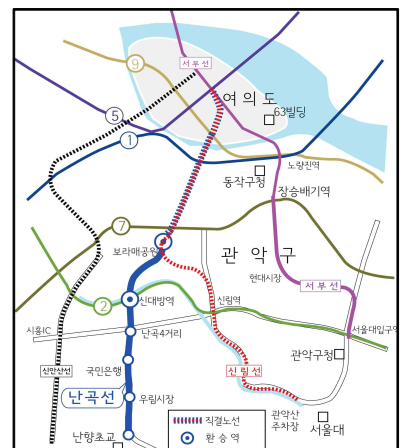 서부선
9
여 의 도
63빌딩
5
1
노량진역
동작구청
장승배기역
7
보라매공원
관 악 구
현대시장
서부선
2
신대방역
신림역
시흥IC
난곡4거리
서울대입구역
관악구청
신안산선
국민은행
신림선
난곡선
우림시장
관악산
주차장
서울대
직결노선
환 승 역
난향초교